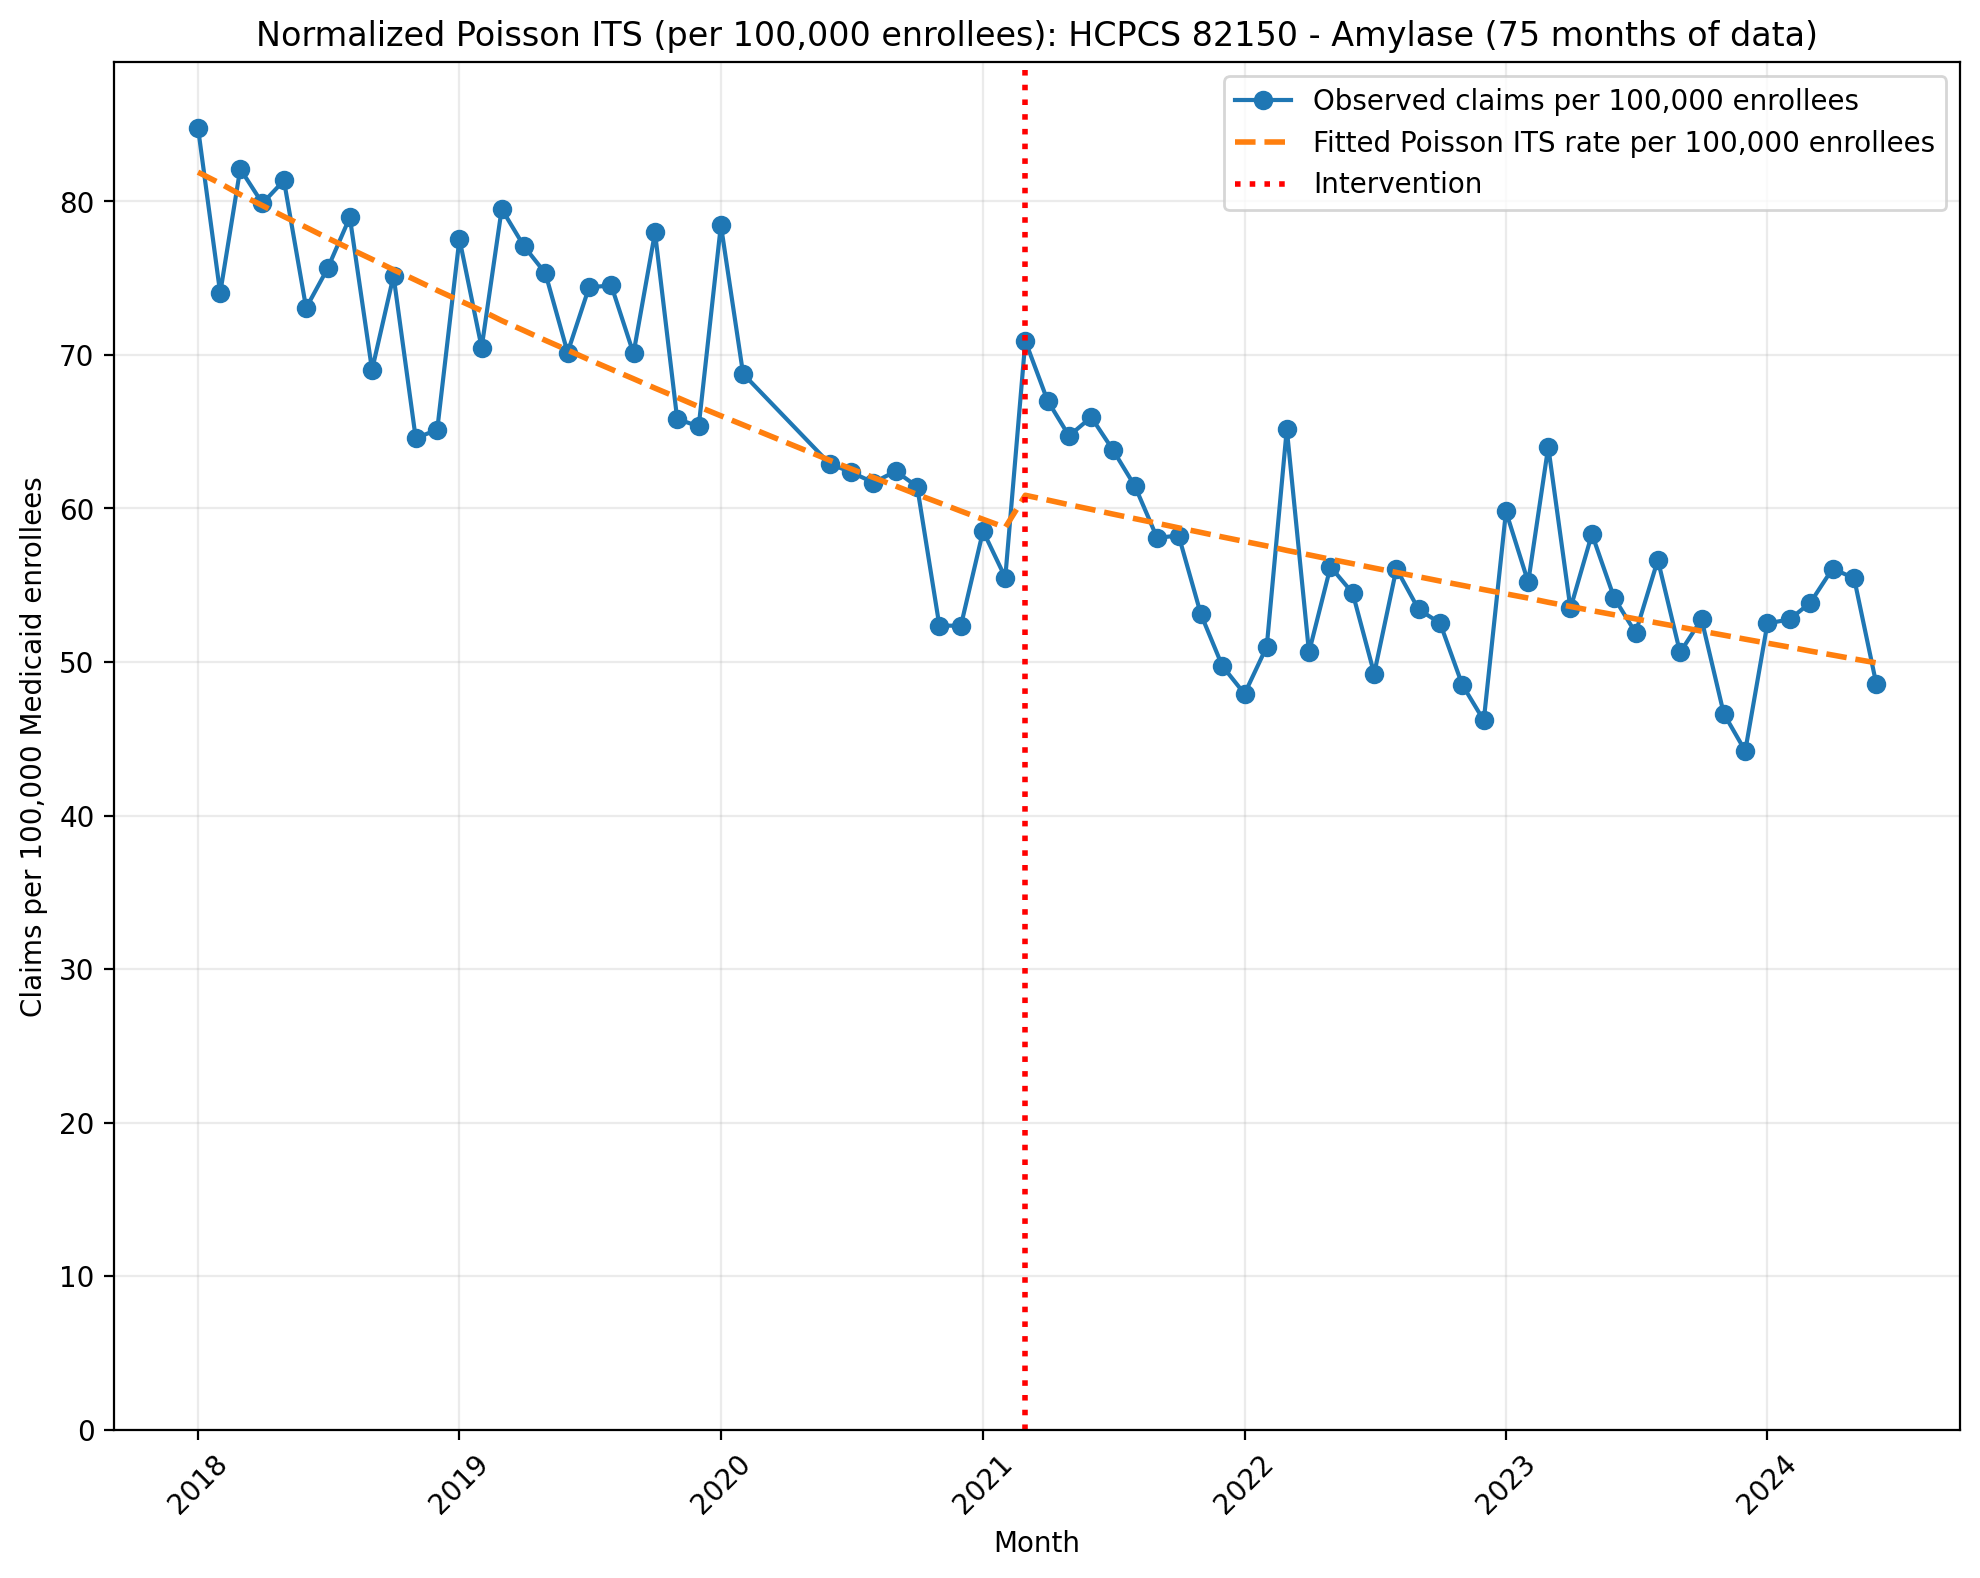 Normalized Poisson ITS (per 100,000 enrollees): HCPCS 82150 - Amylase (75 months of data)
Observed claims per 100,000 enrollees
Fitted Poisson ITS rate per 100,000 enrollees
Intervention
Claims per 100,000 Medicaid enrollees
80
70
60
50
40
30
20
10
0
2018
2019
2020
2021
2022
2023
2024
Month